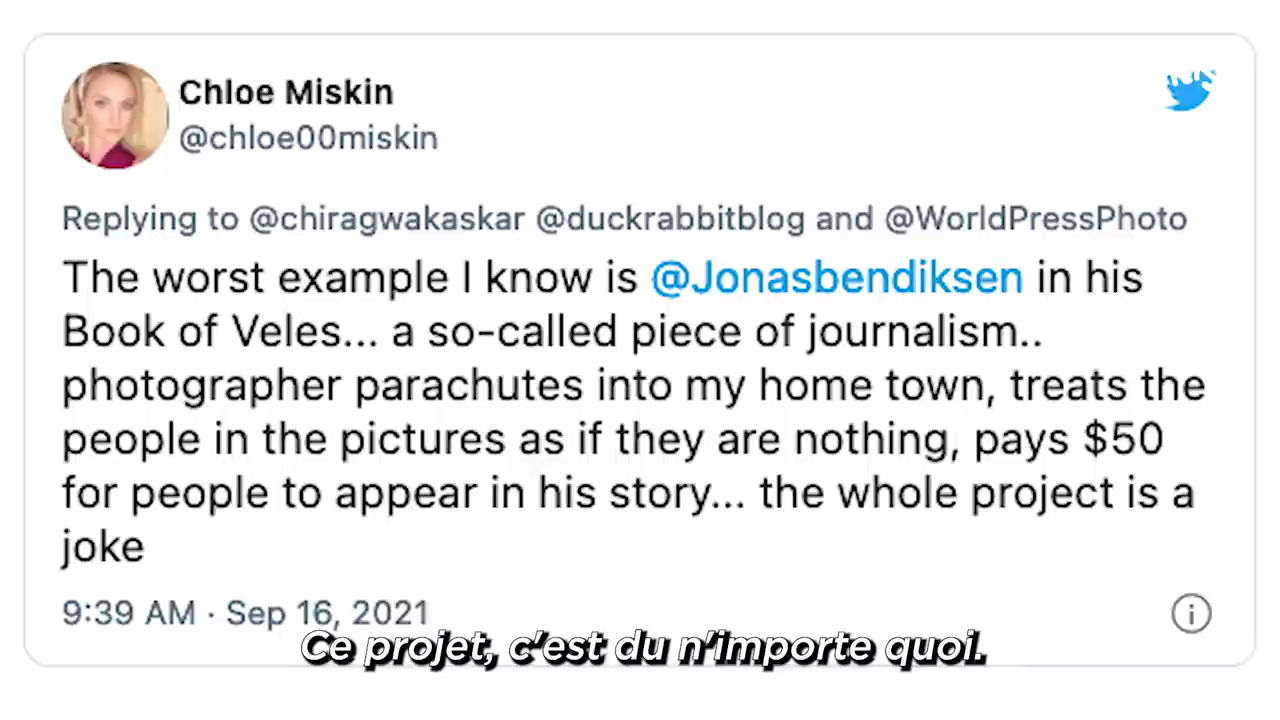 Chloe Miskin
@chloe00miskin
Replying to @chiragwakaskar @duckrabbitblog and @WorldPressPhoto
The worst example I know is @Jonasbendiksen in his
Book of Veles... a so-called piece of journalism..
photographer parachutes into my home town, treats the
people in the pictures as if they are nothing, pays $50
for people to appear in his story... the whole project is a
joke
9:39 AM · Sep 16, 2021
Ce projet, c’est du n’importe quoi.